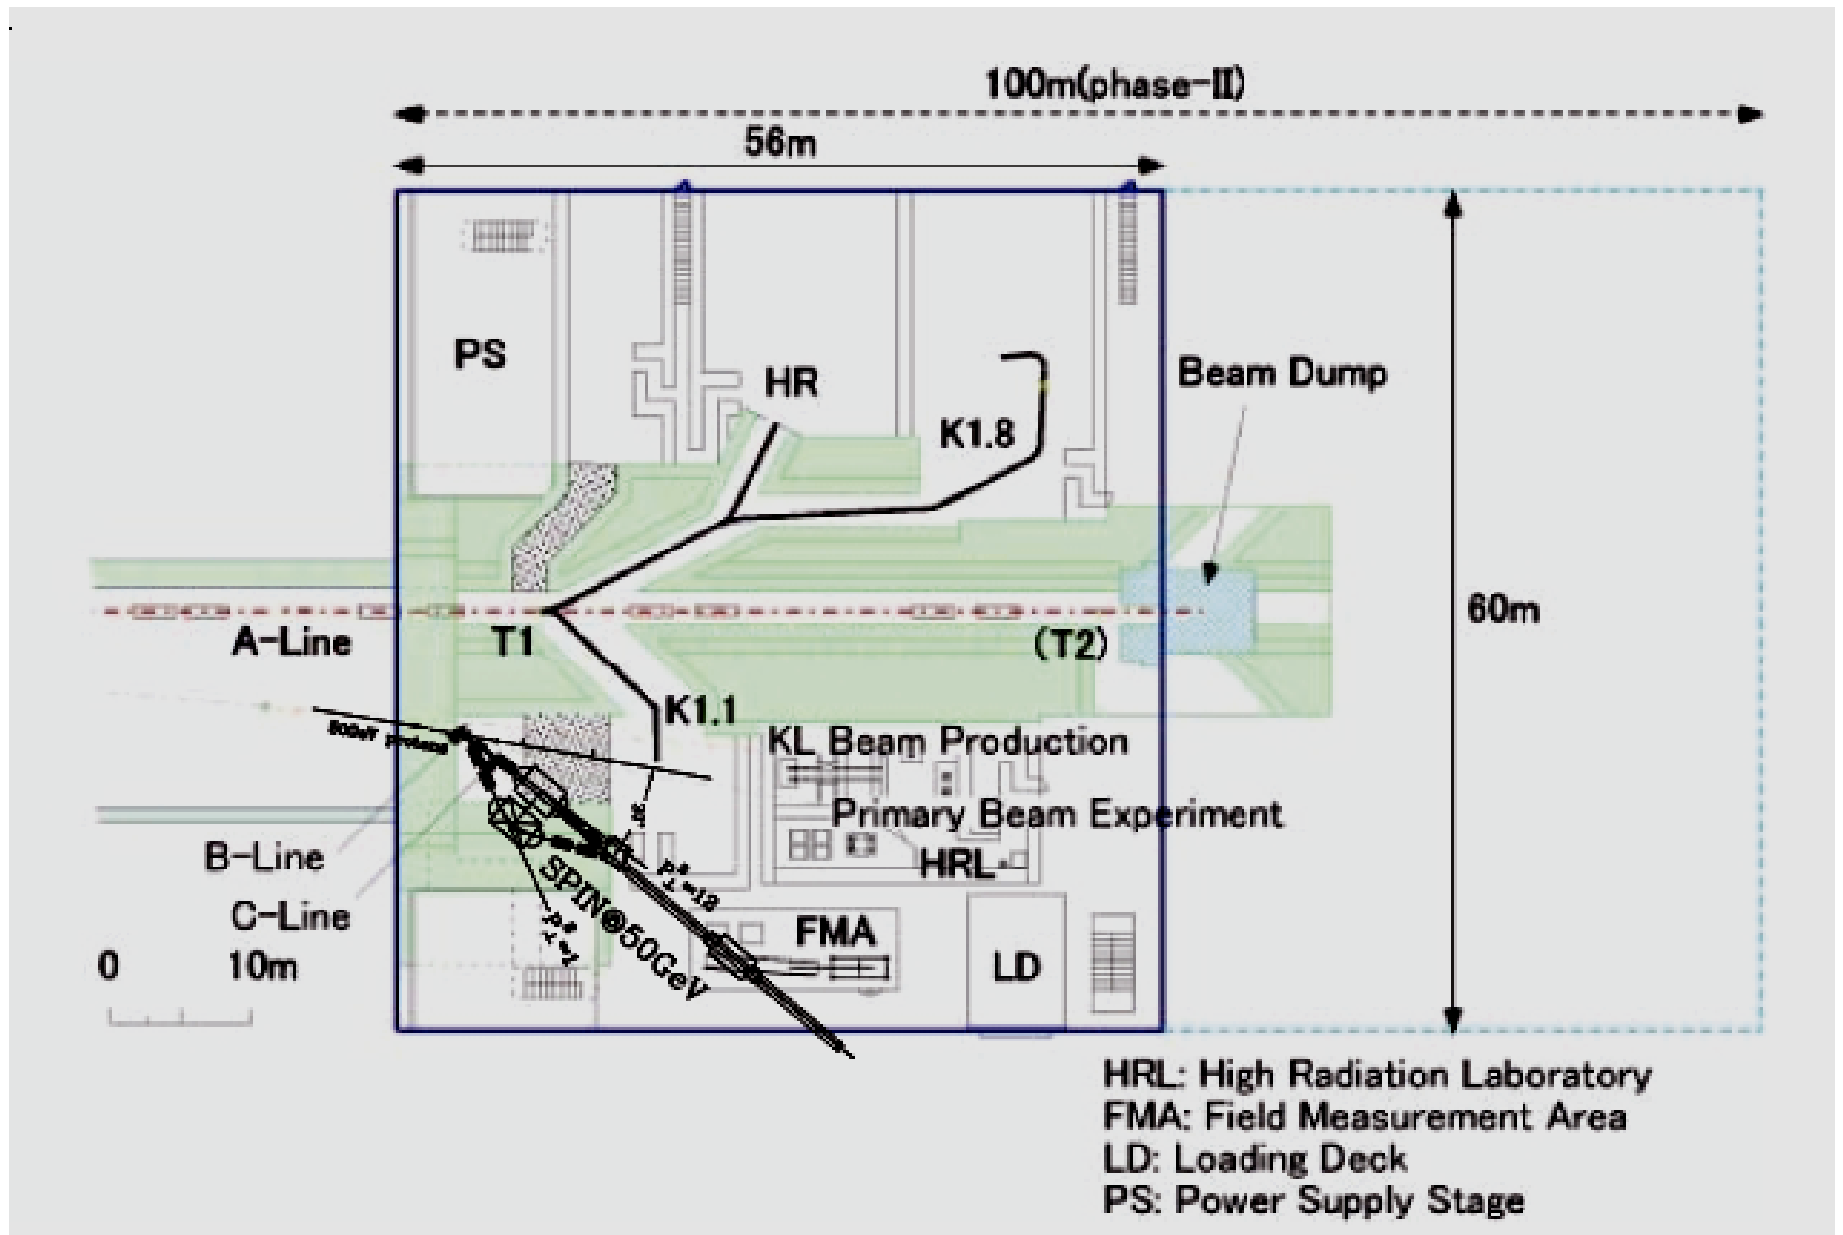 100m(phase-II)
56m
PS
HR
Beam Dump
K1.8
60m
A-Line
T1
(T2)
K1.1
KL Beam Production
Primary Beam Experiment
B-Line
HRL
SPIN@50GeV
C-Line
FMA
0 10m
LD
HRL: High Radiation Laboratory
FMA: Field Measurement Area
LD: Loading Deck
PS: Power Supply Stage